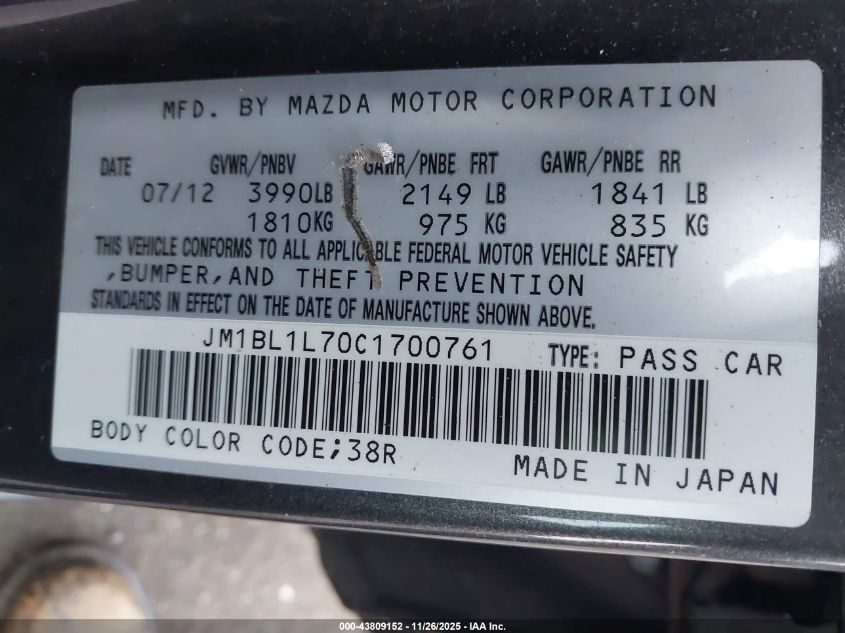 MFD. BY MAZDA MOTOR CORPORATION
DATE GVWR/PNBV GAWR/PNBE FRT GAWR/PNBE RR
07/12 3990LB 2149 LB 1841 LB
1810KG 975 KG 835 KG
THIS VEHICLE CONFORMS TO ALL APPLICABLE FEDERAL MOTOR VEHICLE SAFETY
,BUMPER,AND THEFT PREVENTION
STANDARDS IN EFFECT ON THE DATE OF MANUFACTURE SHOWN ABOVE.
JM1BL1L70C1700761 TYPE: PASS CAR
BODY COLOR CODE;38R
MADE IN JAPAN
000-43809152 - 11/26/2025 - IAA Inc.